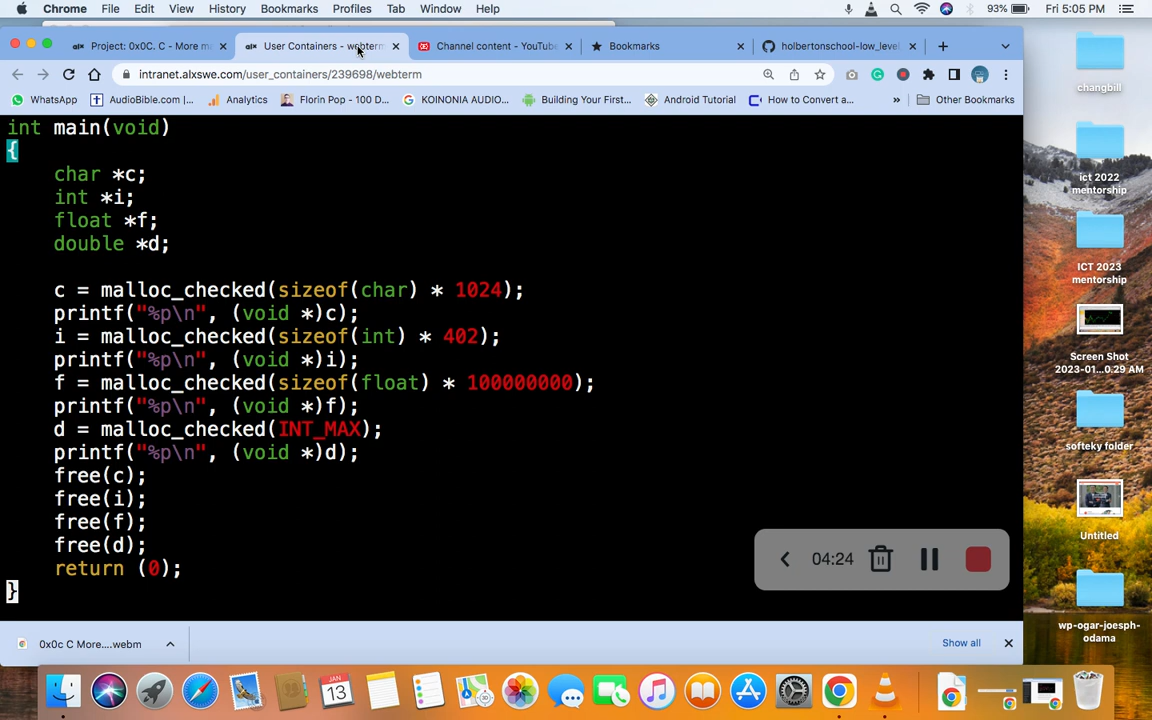 Chrome File Edit View History Bookmarks Profiles Tab Window Help 93% Fri 5:05 PM
Project: 0x0C. C - More ma User Containers - webterm Channel content - YouTube Bookmarks holbertonschool-low_level
intranet.alxswe.com/user_containers/239698/webterm
WhatsApp AudioBible.com |... Analytics Florin Pop - 100 D... KOINONIA AUDIO... Building Your First... Android Tutorial How to Convert a... » Other Bookmarks
int main(void)
{
char *c;
int *i;
float *f;
double *d;
c = malloc_checked(sizeof(char) * 1024);
printf("%p\n", (void *)c);
i = malloc_checked(sizeof(int) * 402);
printf("%p\n", (void *)i);
f = malloc_checked(sizeof(float) * 100000000);
printf("%p\n", (void *)f);
d = malloc_checked(INT_MAX);
printf("%p\n", (void *)d);
free(c);
free(i);
free(f);
free(d);
return (0);
}
04:24
0x0c C More....webm
Show all
changbill
ict 2022
mentorship
ICT 2023
mentorship
Screen Shot
2023-01...0.29 AM
softeky folder
Untitled
wp-ogar-joesph-
odama
JAN
13